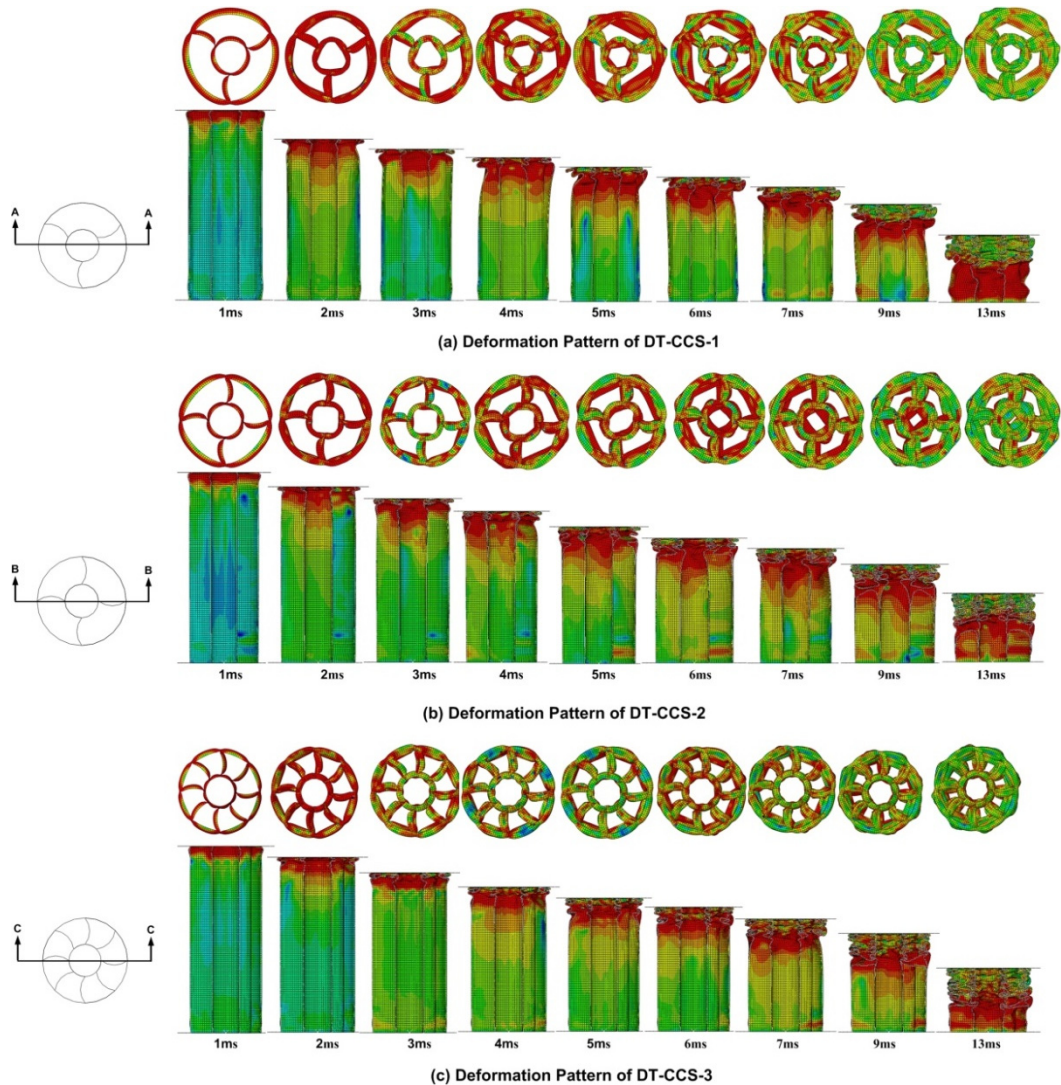 A A
1ms 2ms 3ms 4ms 5ms 6ms 7ms 9ms 13ms
(a) Deformation Pattern of DT-CCS-1
B B
1ms 2ms 3ms 4ms 5ms 6ms 7ms 9ms 13ms
(b) Deformation Pattern of DT-CCS-2
C C
1ms 2ms 3ms 4ms 5ms 6ms 7ms 9ms 13ms
(c) Deformation Pattern of DT-CCS-3